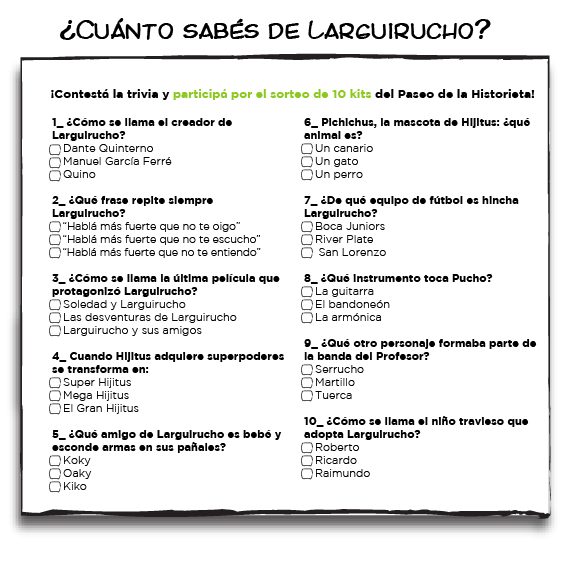 ¿Cuánto sabés de Larguirucho?
¡Contestá la trivia y participá por el sorteo de 10 kits del Paseo de la Historieta!
1_ ¿Cómo se llama el creador de
Larguirucho?
Dante Quinterno
Manuel García Ferré
Quino
2_ ¿Qué frase repite siempre
Larguirucho?
“Hablá más fuerte que no te oigo”
“Hablá más fuerte que no te escucho”
“Hablá más fuerte que no te entiendo”
3_ ¿Cómo se llama la última película que
protagonizó Larguirucho?
Soledad y Larguirucho
Las desventuras de Larguirucho
Larguirucho y sus amigos
4_ Cuando Hijitus adquiere superpoderes
se transforma en:
Super Hijitus
Mega Hijitus
El Gran Hijitus
5_ ¿Qué amigo de Larguirucho es bebé y
esconde armas en sus pañales?
Koky
Oaky
Kiko
6_ Pichichus, la mascota de Hijitus: ¿qué
animal es?
Un canario
Un gato
Un perro
7_ ¿De qué equipo de fútbol es hincha
Larguirucho?
Boca Juniors
River Plate
San Lorenzo
8_ ¿Qué instrumento toca Pucho?
La guitarra
El bandoneón
La armónica
9_ ¿Qué otro personaje formaba parte de
la banda del Profesor?
Serrucho
Martillo
Tuerca
10_ ¿Cómo se llama el niño travieso que
adopta Larguirucho?
Roberto
Ricardo
Raimundo